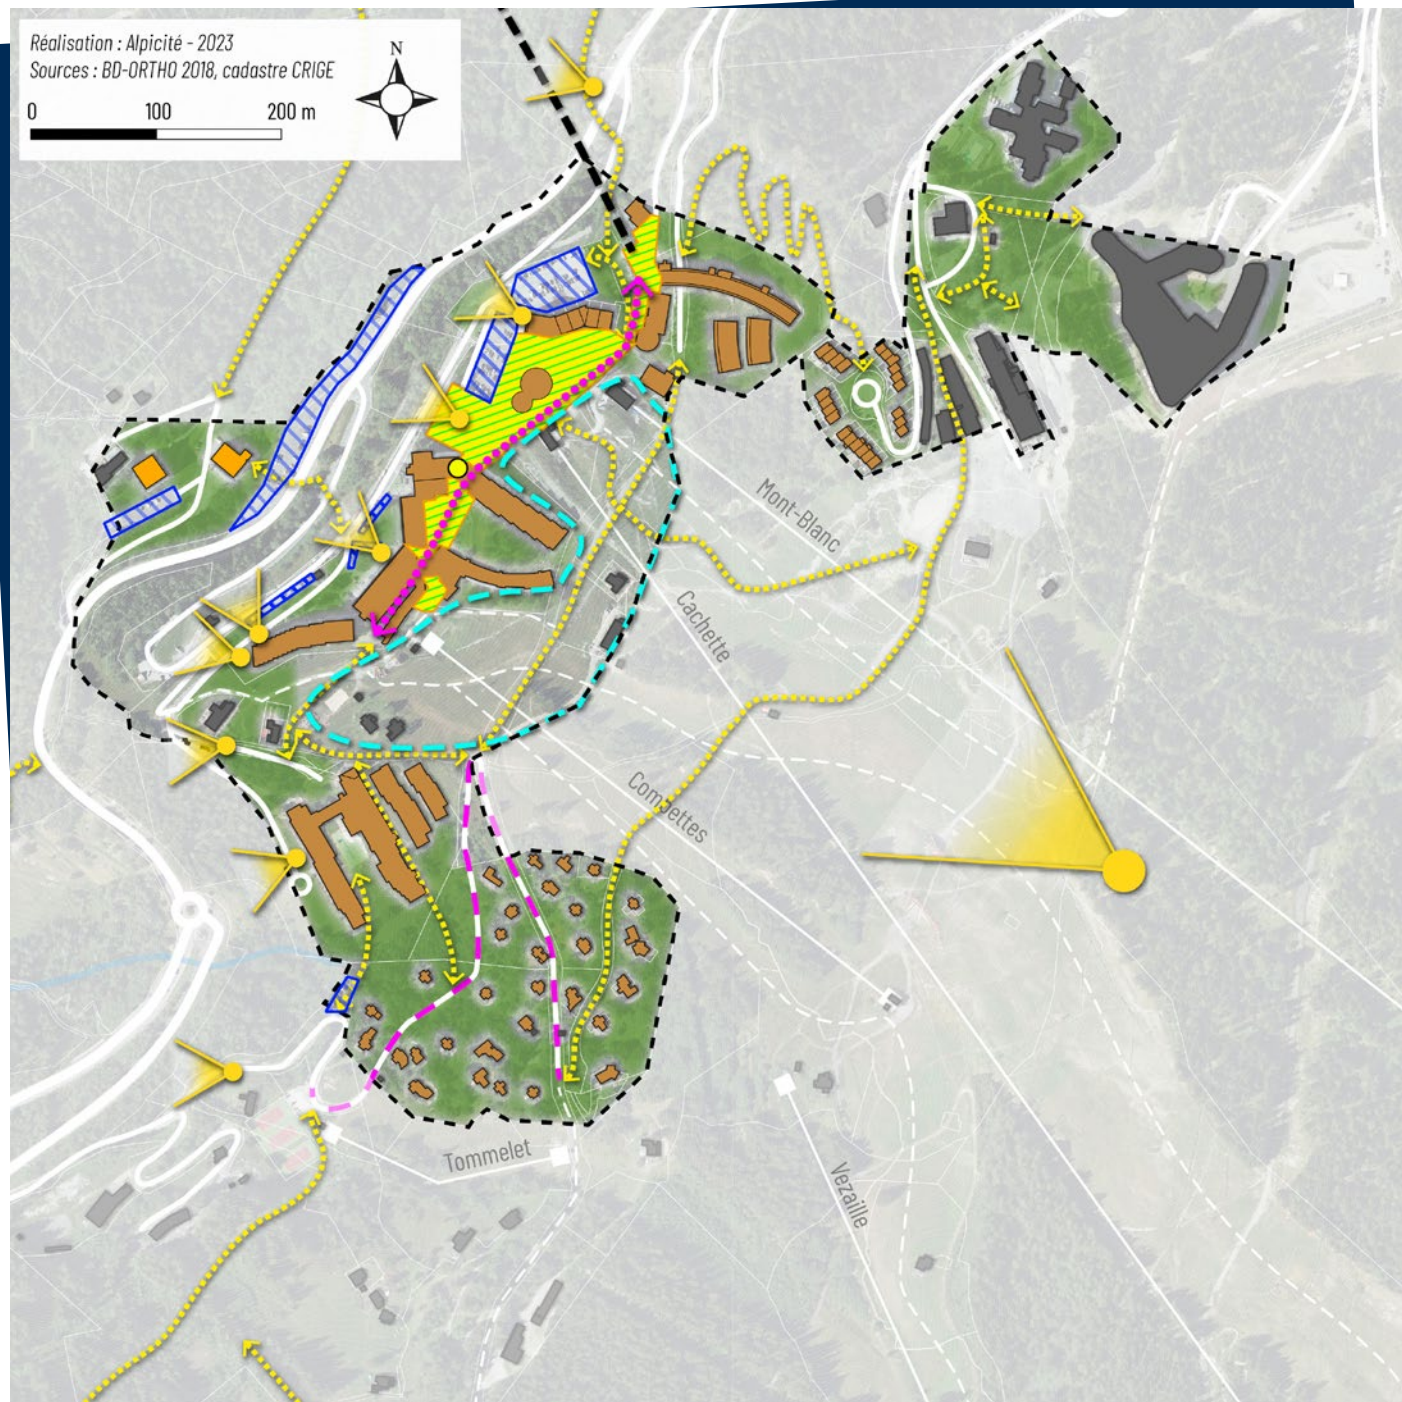 Réalisation : Alpicité - 2023
Sources : BD-ORTHO 2018, cadastre CRIGE
N
0 100 200 m
Mont-Blanc
Cachette
Combettes
Tommelet
Vezaille